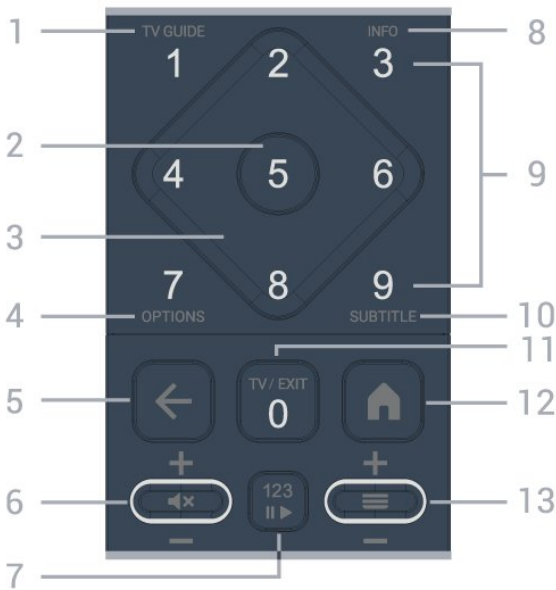 1 TV GUIDE INFO 8
1 2 3
2
4 5 6 9
3
7 8 9
4 OPTIONS SUBTITLE 10
11
5 TV / EXIT 12
0
+ +
6 123 13
- -
7